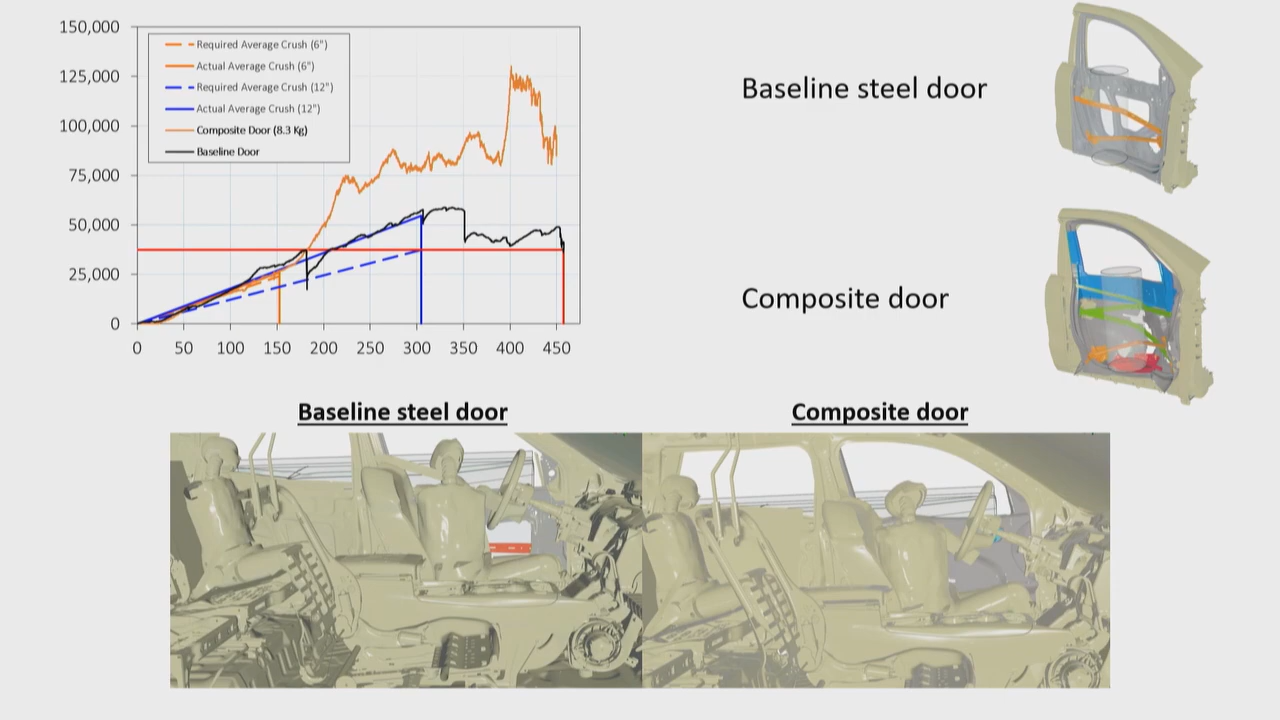 150,000
125,000
100,000
75,000
50,000
25,000
0
Required Average Crush (6")
Actual Average Crush (6")
Required Average Crush (12")
Actual Average Crush (12")
Composite Door (8.3 Kg)
Baseline Door
0 50 100 150 200 250 300 350 400 450
Baseline steel door
Composite door
Baseline steel door
Composite door